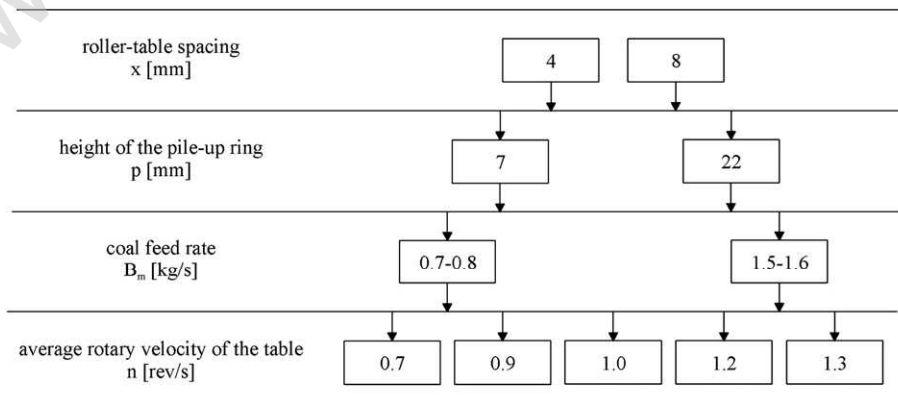 roller-table spacing
x [mm]
4
8
height of the pile-up ring
p [mm]
7
22
coal feed rate
Bₘ [kg/s]
0.7-0.8
1.5-1.6
average rotary velocity of the table
n [rev/s]
0.7
0.9
1.0
1.2
1.3